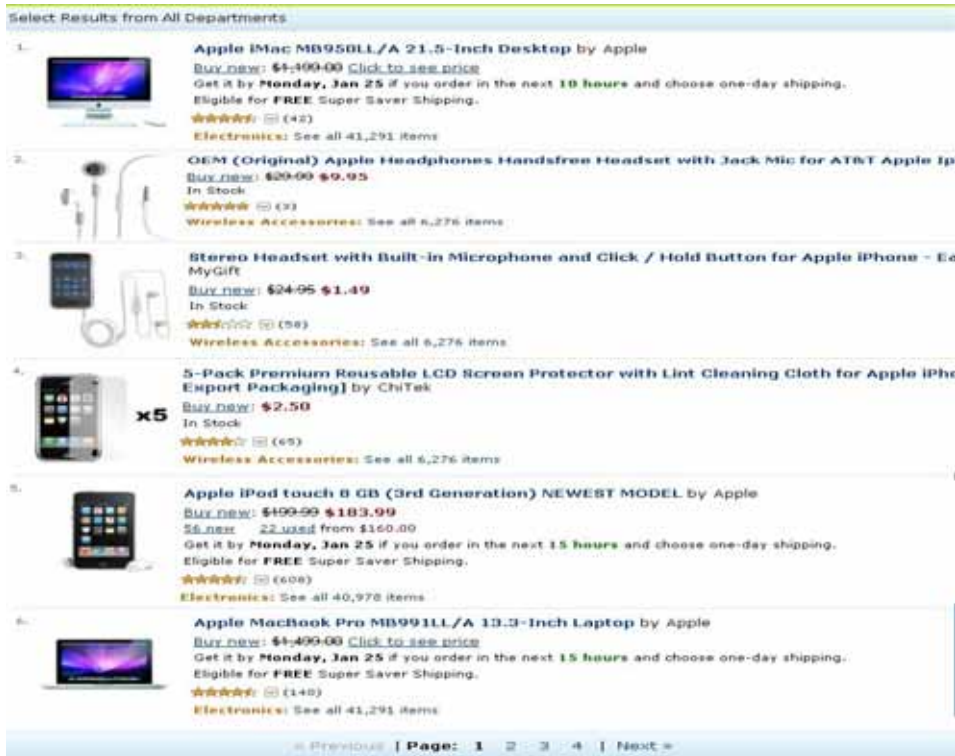 Select Results from All Departments
1.
Apple iMac MB950LL/A 21.5-Inch Desktop by Apple
Buy new: $1,199.00 Click to see price
Get it by Monday, Jan 25 if you order in the next 10 hours and choose one-day shipping.
Eligible for FREE Super Saver Shipping.
(42)
Electronics: See all 41,291 items
2.
OEM (Original) Apple Headphones Handsfree Headset with Jack Mic for AT&T Apple Ip
Buy new: $29.99 $9.95
In Stock
(3)
Wireless Accessories: See all 6,276 items
3.
Stereo Headset with Built-in Microphone and Click / Hold Button for Apple iPhone - Ea
MyGift
Buy new: $24.95 $1.49
In Stock
(58)
Wireless Accessories: See all 6,276 items
4.
x5
5-Pack Premium Reusable LCD Screen Protector with Lint Cleaning Cloth for Apple iPho
Export Packaging] by ChiTek
Buy new: $2.50
In Stock
(65)
Wireless Accessories: See all 6,276 items
5.
Apple iPod touch 8 GB (3rd Generation) NEWEST MODEL by Apple
Buy new: $199.99 $183.99
56 new 22 used from $160.00
Get it by Monday, Jan 25 if you order in the next 15 hours and choose one-day shipping.
Eligible for FREE Super Saver Shipping.
(608)
Electronics: See all 40,978 items
6.
Apple MacBook Pro MB991LL/A 13.3-Inch Laptop by Apple
Buy new: $1,499.00 Click to see price
Get it by Monday, Jan 25 if you order in the next 15 hours and choose one-day shipping.
Eligible for FREE Super Saver Shipping.
(140)
Electronics: See all 41,291 items
« Previous | Page: 1 2 3 4 | Next »